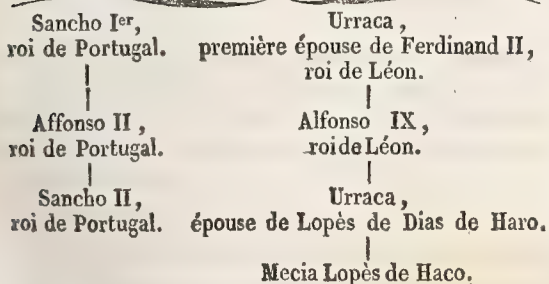 Sancho Iᵉʳ,
roi de Portugal.
Affonso II,
roi de Portugal.
Sancho II,
roi de Portugal.
Urraca,
première épouse de Ferdinand II,
roi de Léon.
Alfonso IX,
roi de Léon.
Urraca,
épouse de Lopès de Dias de Haro.
Mecia Lopès de Haco.